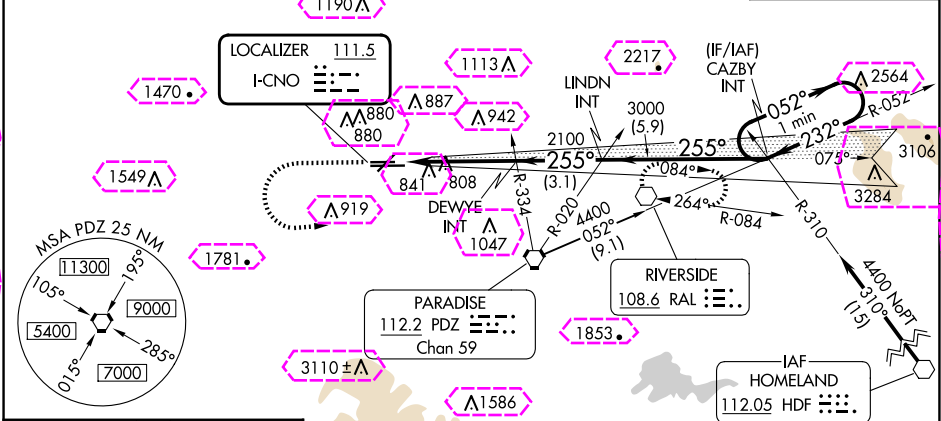 1190
LOCALIZER 111.5
I-CNO
1470
880
880
887
1113
942
2217
LINDN
INT
(IF/IAF)
CAZBY
INT
2564
052°
1 min
232°
R-052
3000
(5.9)
2100
255°
(3.1)
255°
075°
3106
3284
1549
841
808
919
DEWYE
INT
R-334
R-020
1047
084°
264°
R-084
R-310
4400
052°
(9.1)
1781
MSA PDZ 25 NM
11300
195°
105°
9000
5400
285°
015°
7000
PARADISE
112.2 PDZ
Chan 59
RIVERSIDE
108.6 RAL
1853
4400 NoPT
310°
(15)
3110 ±
1586
IAF
HOMELAND
112.05 HDF